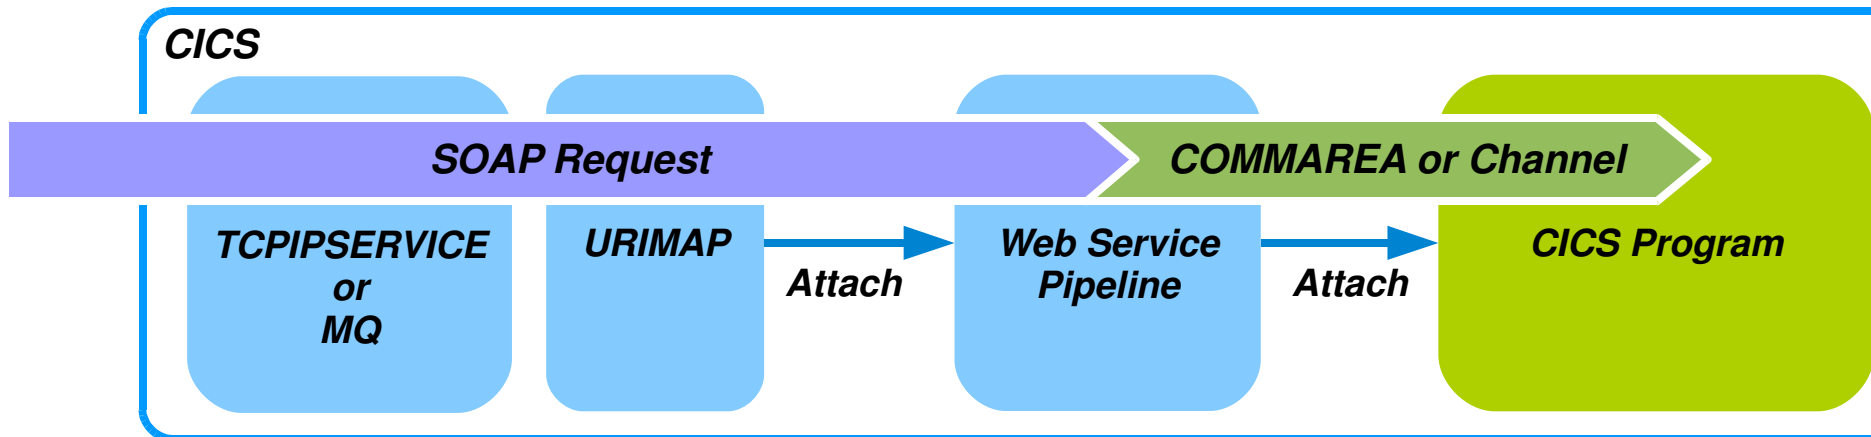 CICS
SOAP Request
COMMAREA or Channel
TCPIPSERVICE
or
MQ
URIMAP
Attach
Web Service
Pipeline
Attach
CICS Program